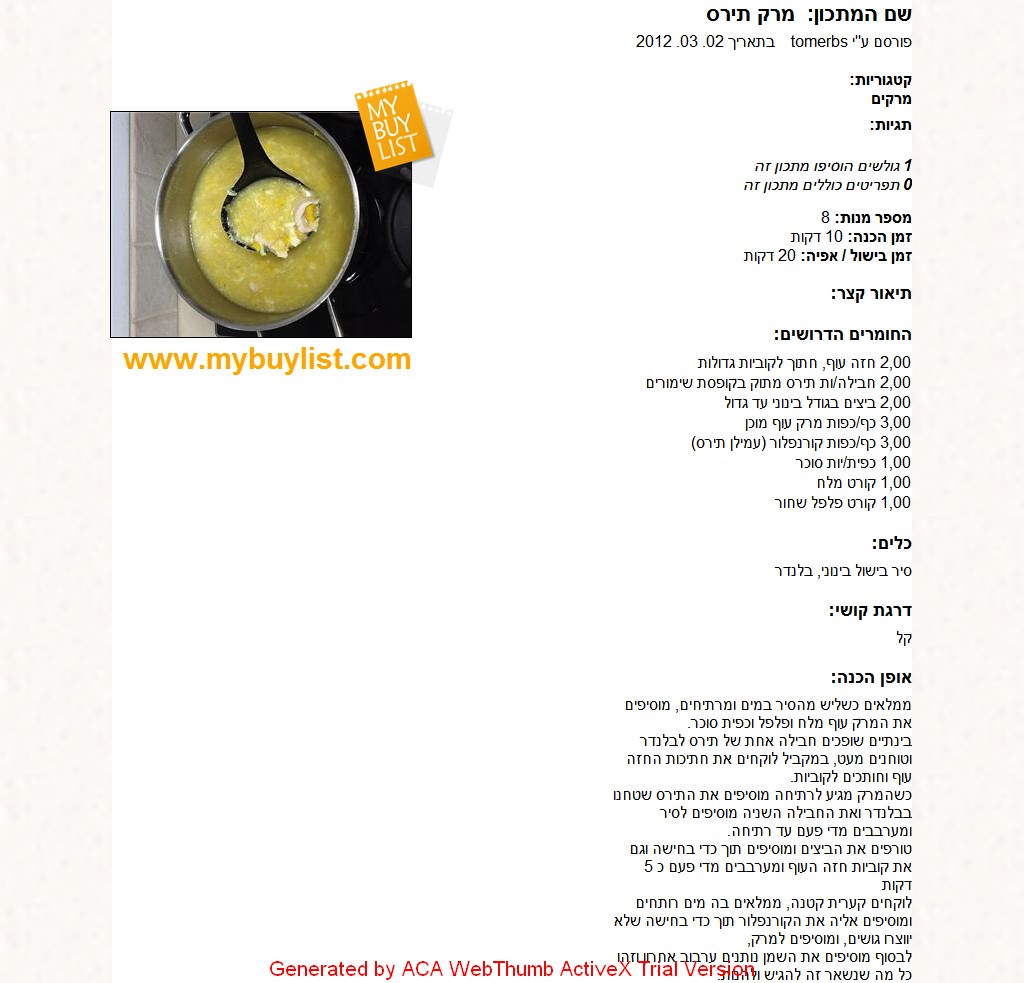 שם המתכון:  מרק תירס
פורסם ע"י tomerbs   בתאריך 02. 03. 2012
קטגוריות:
מרקים
תגיות:
MY
BUY
LIST
1 גולשים הוסיפו מתכון זה
0 תפריטים כוללים מתכון זה
מספר מנות: 8
זמן הכנה: 10 דקות
זמן בישול / אפיה: 20 דקות
תיאור קצר:
החומרים הדרושים:
www.mybuylist.com
2,00 חזה עוף, חתוך לקוביות גדולות
2,00 חבילה/ות תירס מתוק בקופסת שימורים
2,00 ביצים בגודל בינוני עד גדול
3,00 כף/כפות מרק עוף מוכן
3,00 כף/כפות קורנפלור (עמילן תירס)
1,00 כפית/יות סוכר
1,00 קורט מלח
1,00 קורט פלפל שחור
כלים:
סיר בישול בינוני, בלנדר
דרגת קושי:
קל
אופן הכנה:
ממלאים כשליש מהסיר במים ומרתיחים, מוסיפים
את המרק עוף מלח ופלפל וכפית סוכר.
בינתיים שופכים חבילה אחת של תירס לבלנדר
וטוחנים מעט, במקביל לוקחים את חתיכות החזה
עוף וחותכים לקוביות.
כשהמרק מגיע לרתיחה מוסיפים את התירס שטחנו
בבלנדר ואת החבילה השניה מוסיפים לסיר
ומערבבים מדי פעם עד רתיחה.
טורפים את הביצים ומוסיפים תוך כדי בחישה וגם
את קוביות חזה העוף ומערבבים מדי פעם כ 5
דקות
לוקחים קערית קטנה, ממלאים בה מים רותחים
ומוסיפים אליה את הקורנפלור תוך כדי בחישה שלא
יווצרו גושים, ומוסיפים למרק,
לבסוף מוסיפים את השמן נותנים ערבוב אחרון וזהו
כל מה שנשאר זה להגיש ולהנות.
Generated by ACA WebThumb ActiveX Trial Version